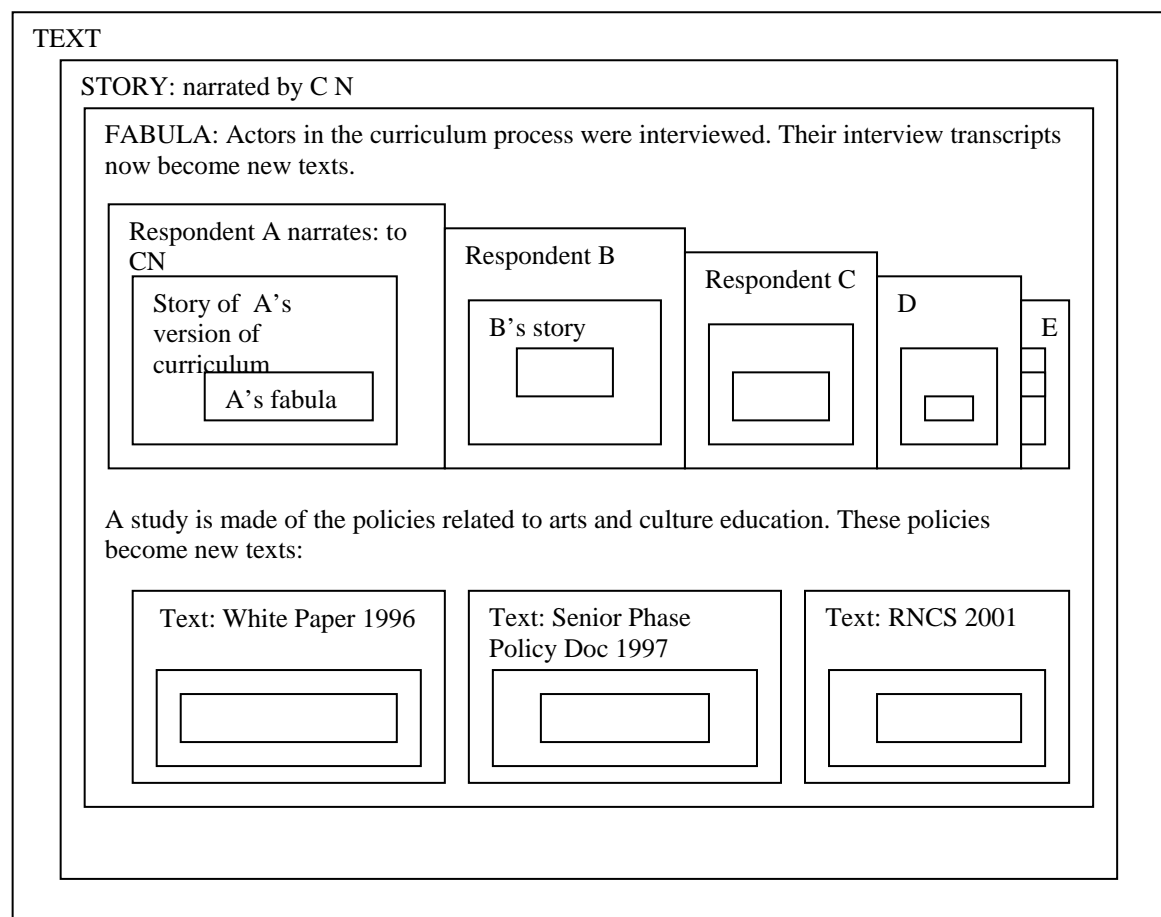 TEXT
STORY: narrated by C N
FABULA: Actors in the curriculum process were interviewed. Their interview transcripts
now become new texts.
Respondent A narrates: to
CN
Story of A's
version of
curriculum
A's fabula
Respondent B
B's story
Respondent C
D
E
A study is made of the policies related to arts and culture education. These policies
become new texts:
Text: White Paper 1996
Text: Senior Phase
Policy Doc 1997
Text: RNCS 2001